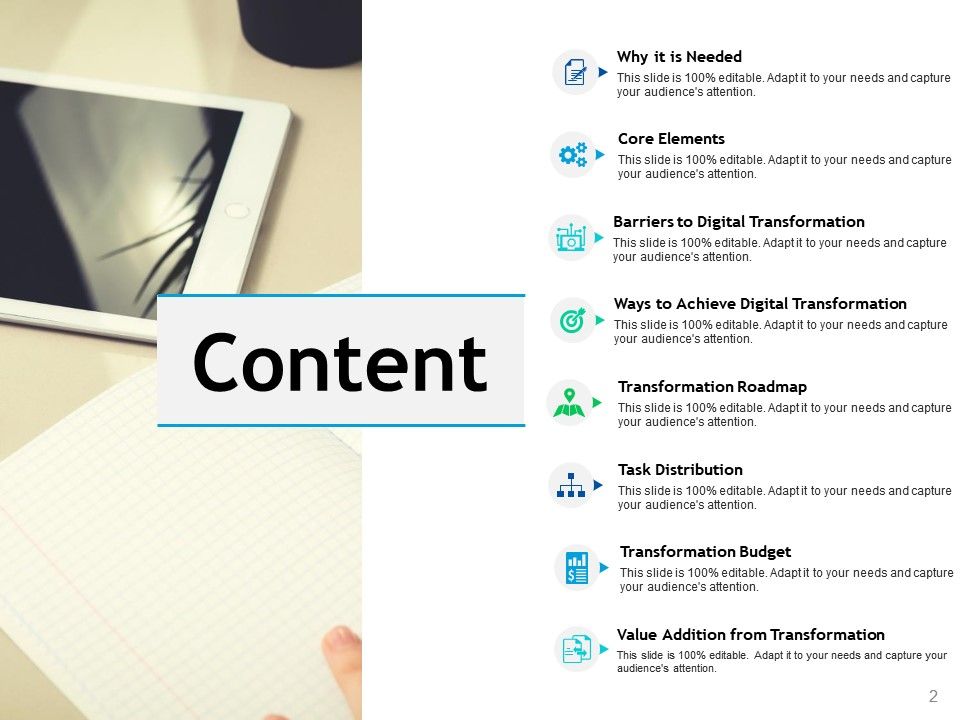 Content
Why it is Needed
This slide is 100% editable. Adapt it to your needs and capture
your audience's attention.
Core Elements
This slide is 100% editable. Adapt it to your needs and capture
your audience's attention.
Barriers to Digital Transformation
This slide is 100% editable. Adapt it to your needs and capture
your audience's attention.
Ways to Achieve Digital Transformation
This slide is 100% editable. Adapt it to your needs and capture
your audience's attention.
Transformation Roadmap
This slide is 100% editable. Adapt it to your needs and capture
your audience's attention.
Task Distribution
This slide is 100% editable. Adapt it to your needs and capture
your audience's attention.
Transformation Budget
This slide is 100% editable. Adapt it to your needs and capture
your audience's attention.
Value Addition from Transformation
This slide is 100% editable. Adapt it to your needs and capture your
audience's attention.
2